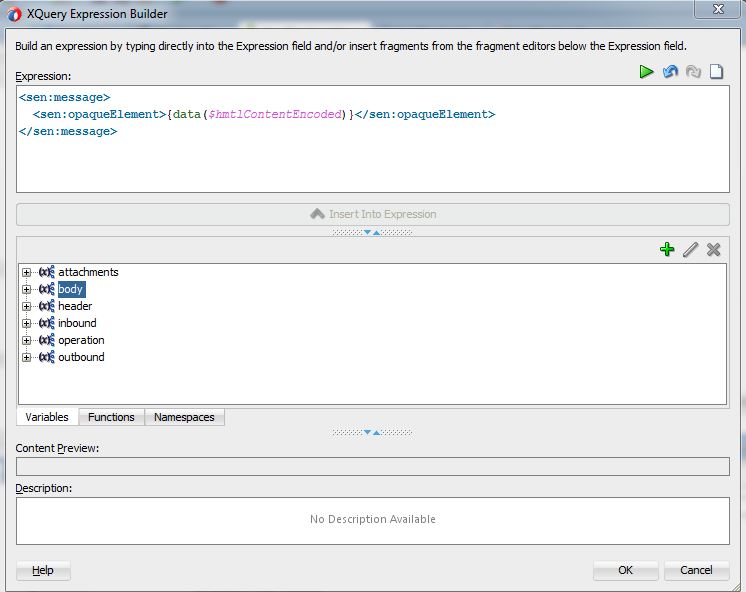 XQuery Expression Builder
Build an expression by typing directly into the Expression field and/or insert fragments from the fragment editors below the Expression field.
Expression:
<sen:message>
<sen:opaqueElement>{data($hmtlContentEncoded)}</sen:opaqueElement>
</sen:message>
Insert Into Expression
attachments
body
header
inbound
operation
outbound
Variables Functions Namespaces
Content Preview:
Description:
No Description Available
Help OK Cancel